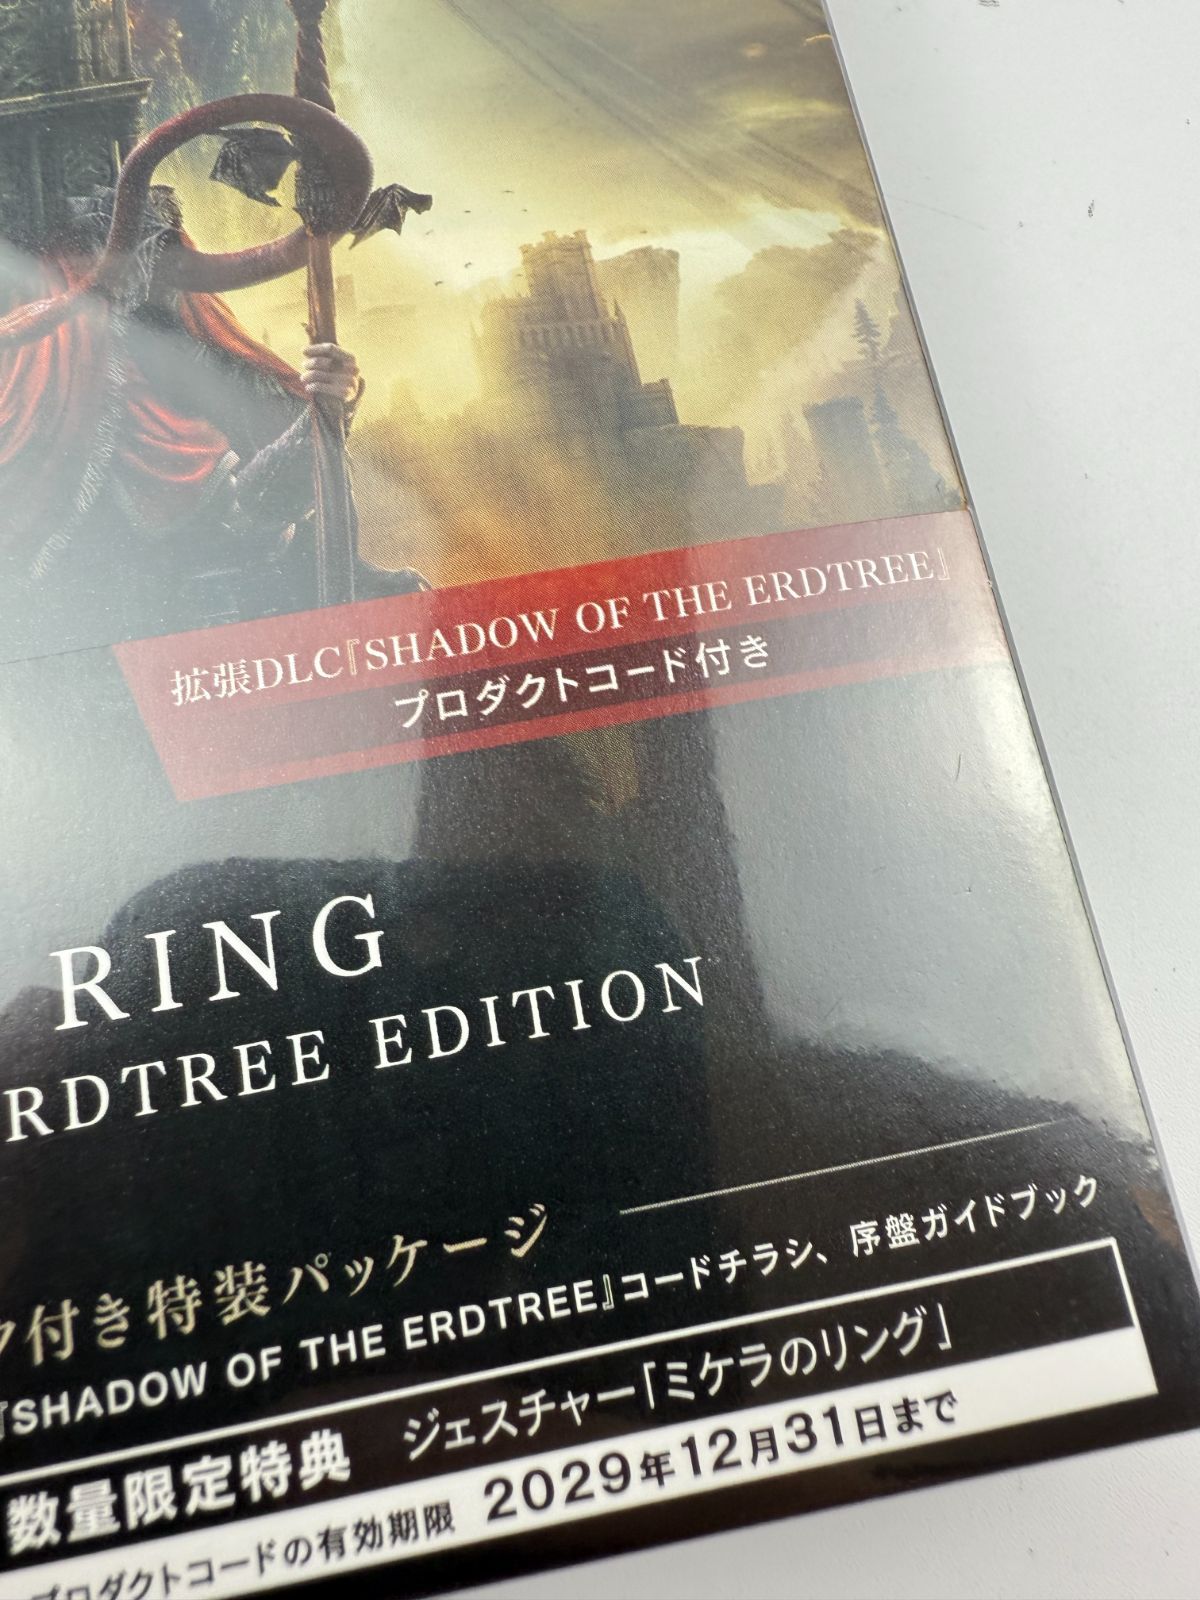 拡張DLC『SHADOW OF THE ERDTREE』
プロダクトコード付き
RING
RDTREE EDITION
付き特装パッケージ
『SHADOW OF THE ERDTREE』コードチラシ、序盤ガイドブック
数量限定特典 ジェスチャー「ミケラのリング」
プロダクトコードの有効期限 2029年12月31日まで